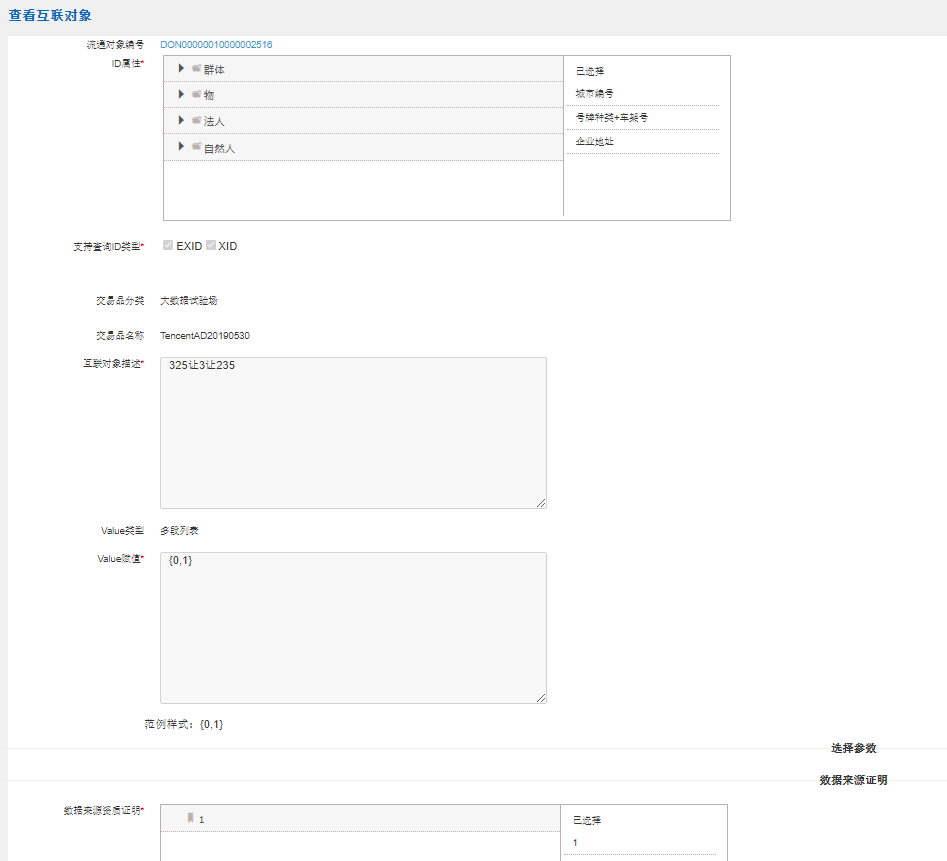 查看互联对象
流通对象编号 DON00000010000002516
ID属性*
群体
物
法人
自然人
已选择
城市编号
号牌种类+车架号
企业地址
支持查询ID类型* EXID XID
交易品分类 大数据试验场
交易品名称 TencentAD20190530
互联对象描述* 325让3让235
Value类型 多段列表
Value赋值* {0,1}
范例样式：{0,1}
选择参数
数据来源证明
数据来源资质证明*
1
已选择
1